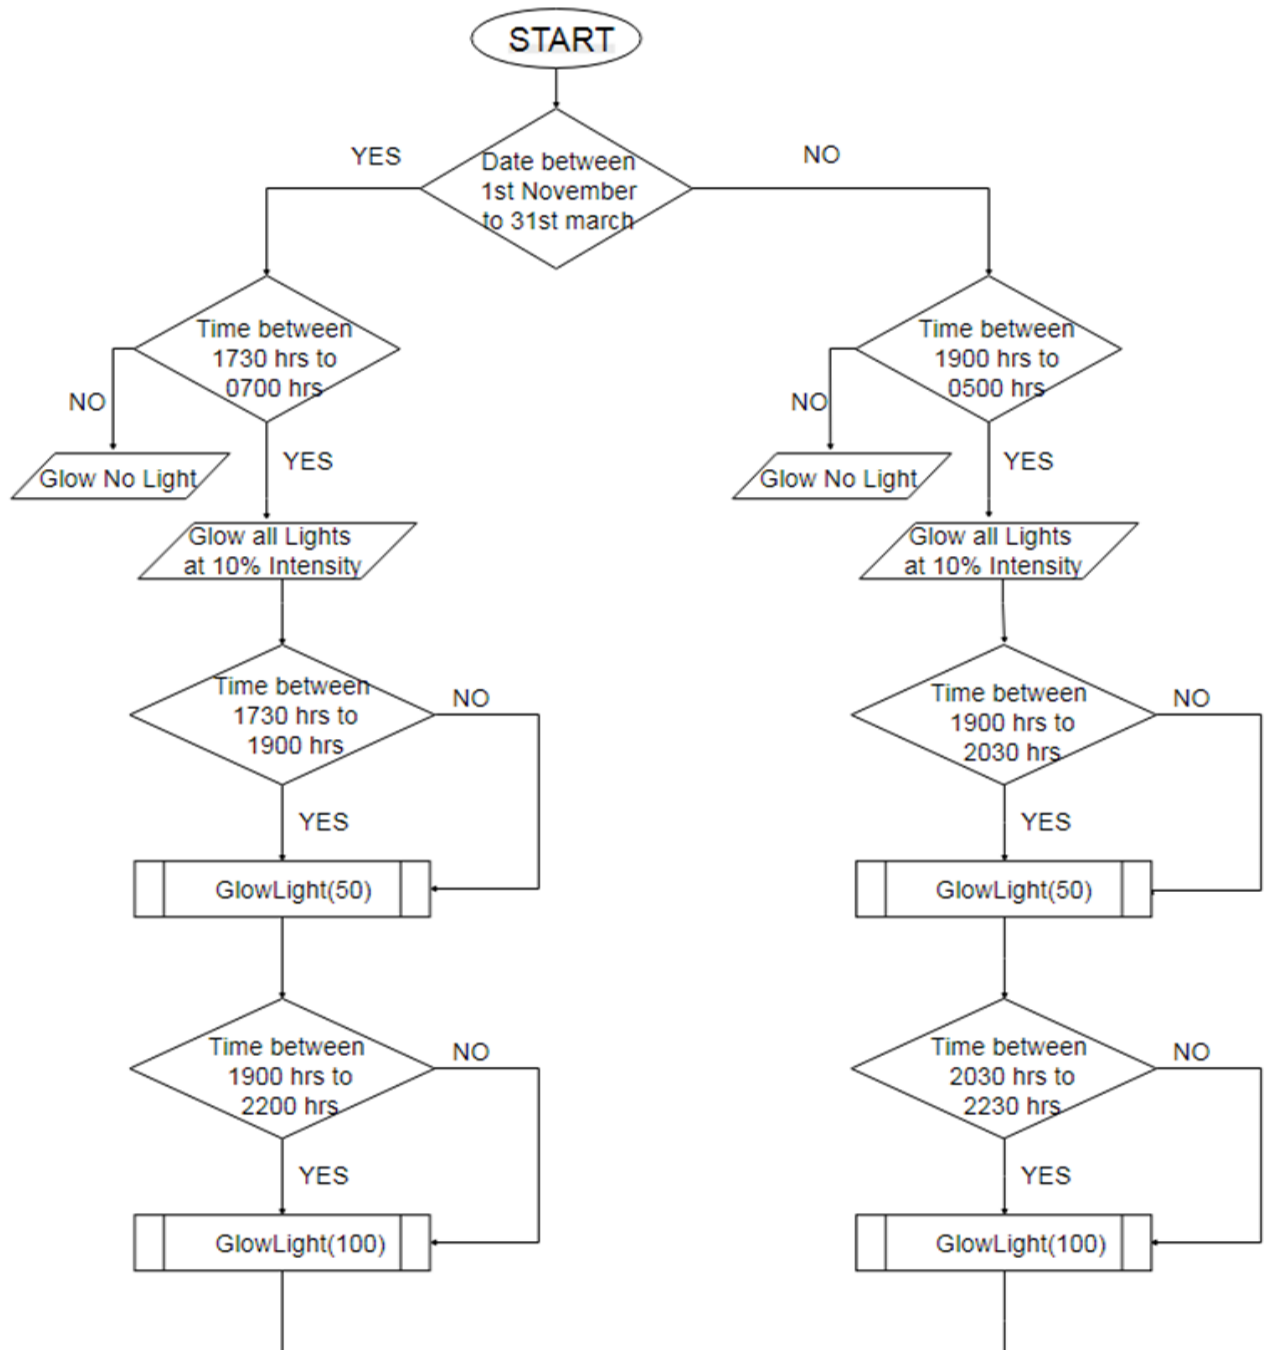 START
YES
Date between
1st November
to 31st march
NO
Time between
1730 hrs to
0700 hrs
Time between
1900 hrs to
0500 hrs
NO
YES
NO
YES
Glow No Light
Glow No Light
Glow all Lights
at 10% Intensity
Glow all Lights
at 10% Intensity
Time between
1730 hrs to
1900 hrs
NO
Time between
1900 hrs to
2030 hrs
NO
YES
YES
GlowLight(50)
GlowLight(50)
Time between
1900 hrs to
2200 hrs
NO
Time between
2030 hrs to
2230 hrs
NO
YES
YES
GlowLight(100)
GlowLight(100)